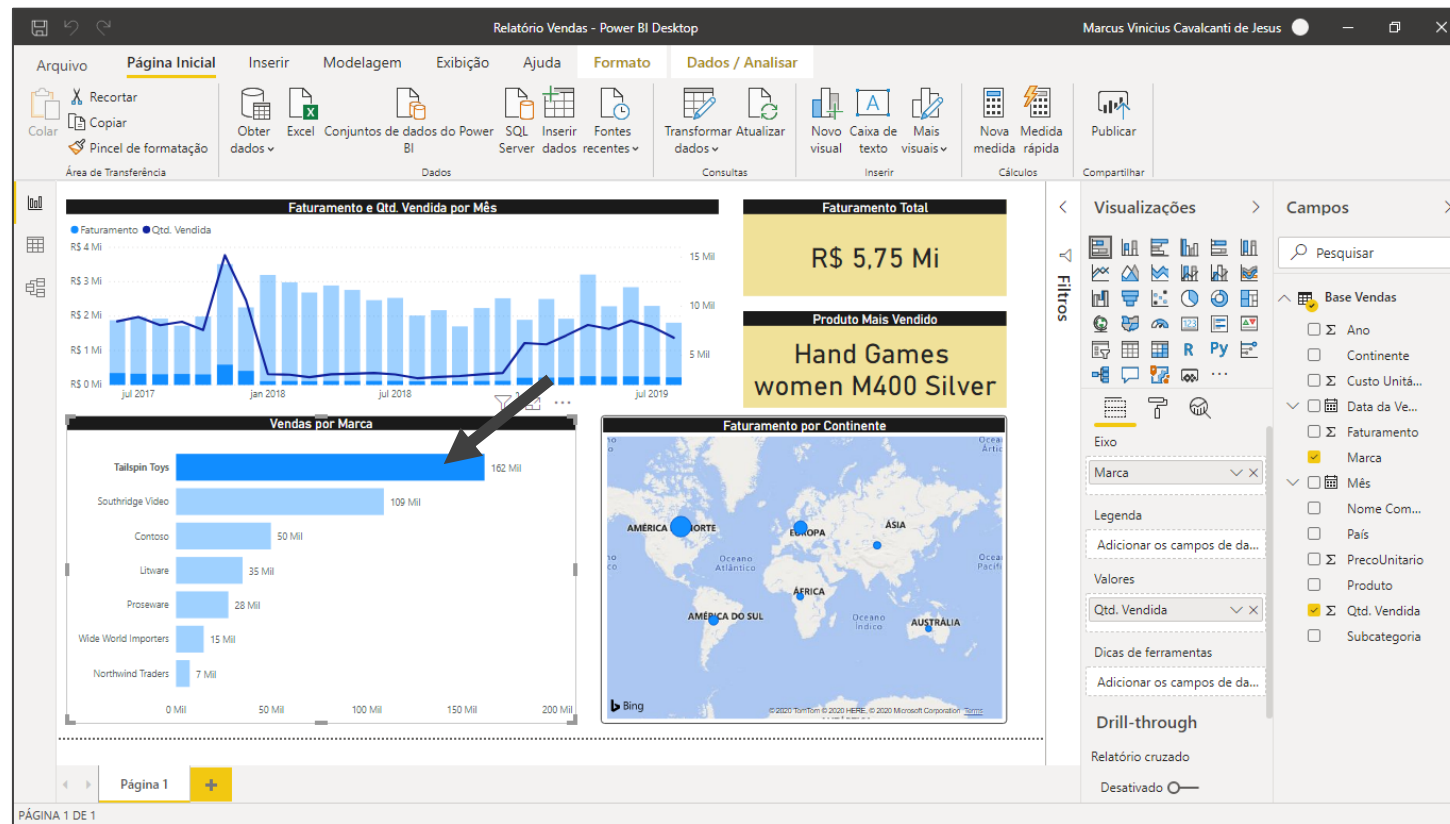 Relatório Vendas - Power BI Desktop
Marcus Vinicius Cavalcanti de Jesus
Arquivo
Página Inicial
Inserir
Modelagem
Exibição
Ajuda
Formato
Dados / Analisar
Colar
Recortar
Copiar
Pincel de formatação
Área de Transferência
Obter dados
Excel
Conjuntos de dados do Power BI
SQL Server
Inserir dados
Fontes recentes
Dados
Transformar dados
Atualizar
Consultas
Novo visual
Caixa de texto
Mais visuais
Inserir
Nova medida
Medida rápida
Cálculos
Publicar
Compartilhar
Faturamento e Qtd. Vendida por Mês
Faturamento
Qtd. Vendida
R$ 4 Mi
R$ 3 Mi
R$ 2 Mi
R$ 1 Mi
R$ 0 Mi
15 Mil
10 Mil
5 Mil
jul 2017
jan 2018
jul 2018
jul 2019
Faturamento Total
R$ 5,75 Mi
Produto Mais Vendido
Hand Games
women M400 Silver
Vendas por Marca
Tailspin Toys
162 Mil
Southridge Video
109 Mil
Contoso
50 Mil
Litware
35 Mil
Proseware
28 Mil
Wide World Importers
15 Mil
Northwind Traders
7 Mil
0 Mil
50 Mil
100 Mil
150 Mil
200 Mil
Faturamento por Continente
AMÉRICA
NORTE
EUROPA
ÁSIA
Oceano
Atlântico
ÁFRICA
AMÉRICA DO SUL
Oceano
Índico
AUSTRÁLIA
Bing
© 2020 TomTom © 2020 HERE, © 2020 Microsoft Corporation Terms
Filtros
Visualizações
R
Py
123
Eixo
Marca
Legenda
Adicionar os campos de da...
Valores
Qtd. Vendida
Dicas de ferramentas
Adicionar os campos de da...
Drill-through
Relatório cruzado
Desativado
Campos
Pesquisar
Base Vendas
Σ Ano
Continente
Σ Custo Unitá...
Data da Ve...
Σ Faturamento
Marca
Mês
Nome Com...
País
Σ PrecoUnitario
Produto
Σ Qtd. Vendida
Subcategoria
Página 1
PÁGINA 1 DE 1